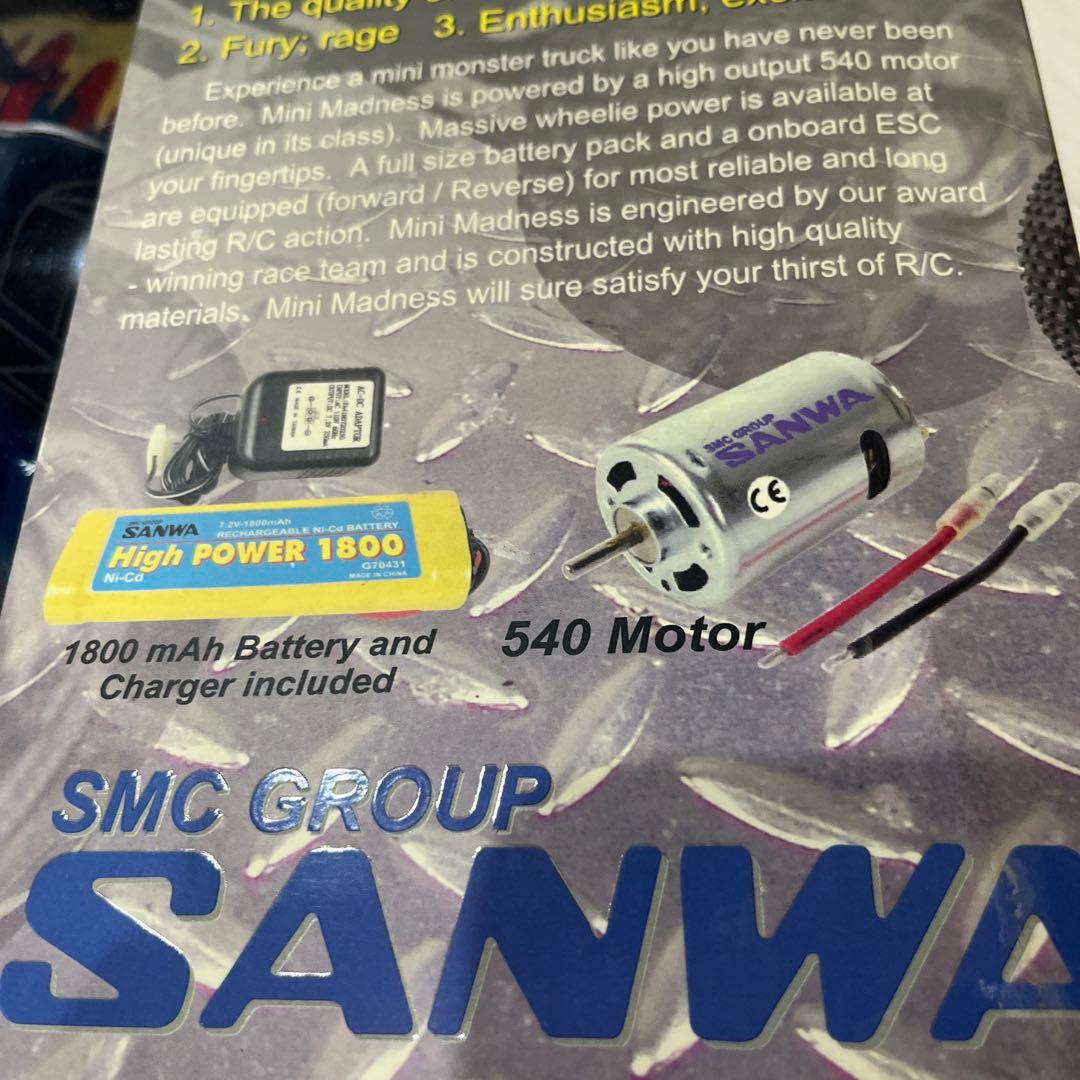 1. The quality
2. Fury; rage 3. Enthusiasm,
Experience a mini monster truck like you have never been
before. Mini Madness is powered by a high output 540 motor
(unique in its class). Massive wheelie power is available at
your fingertips. A full size battery pack and a onboard ESC
are equipped (forward / Reverse) for most reliable and long
lasting R/C action. Mini Madness is engineered by our award
- winning race team and is constructed with high quality
materials. Mini Madness will sure satisfy your thirst of R/C.
AC-DC ADAPTOR
SMC GROUP
SANWA
CE
SMC GROUP
SANWA
7.2V-1800mAh
RECHARGEABLE Ni-Cd BATTERY
High POWER 1800
Ni-Cd
G70431
MADE IN CHINA
1800 mAh Battery and
Charger included
540 Motor
SMC GROUP
SANWA